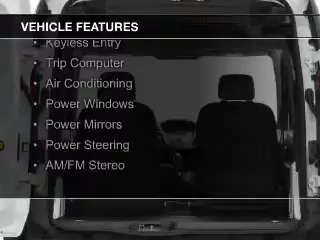 VEHICLE FEATURES
• Keyless Entry
• Trip Computer
• Air Conditioning
• Power Windows
• Power Mirrors
• Power Steering
• AM/FM Stereo